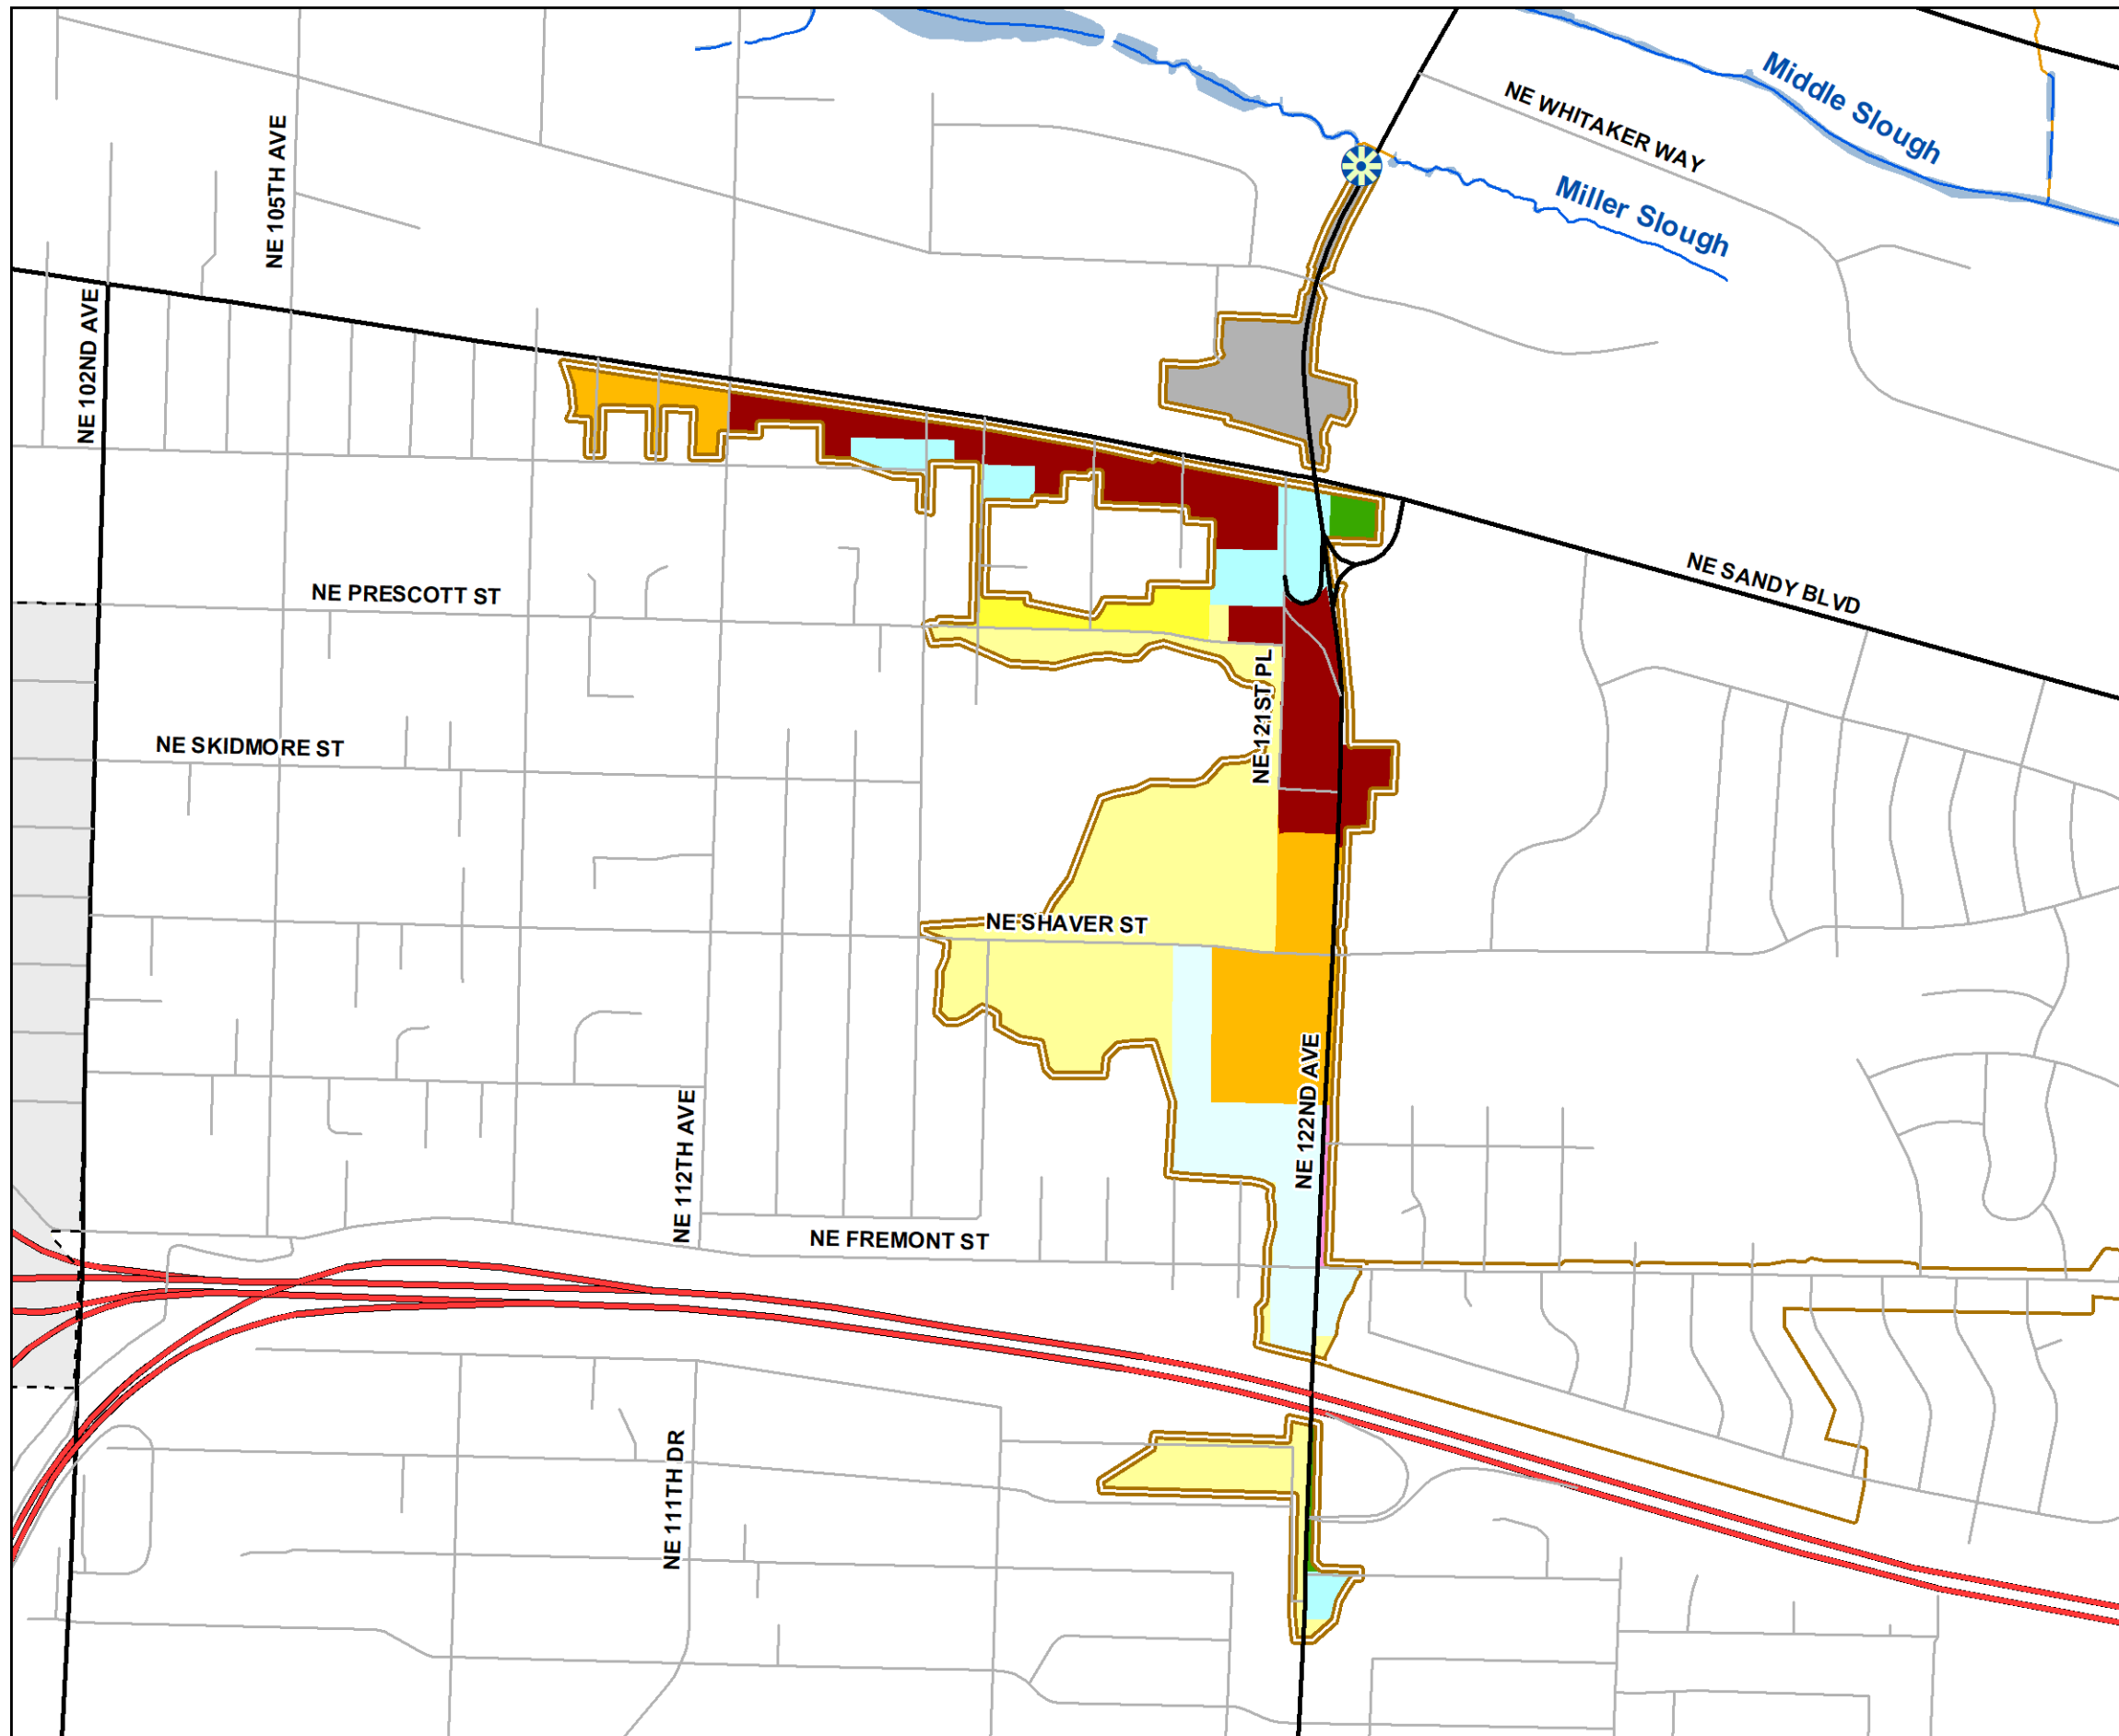 Middle Slough
NE WHITAKER WAY
Miller Slough
NE 105TH AVE
NE 102ND AVE
NE SANDY BLVD
NE PRESCOTT ST
NE 121ST PL
NE SKIDMORE ST
NE SHAVER ST
NE 122ND AVE
NE 112TH AVE
NE FREMONT ST
NE 111TH DR